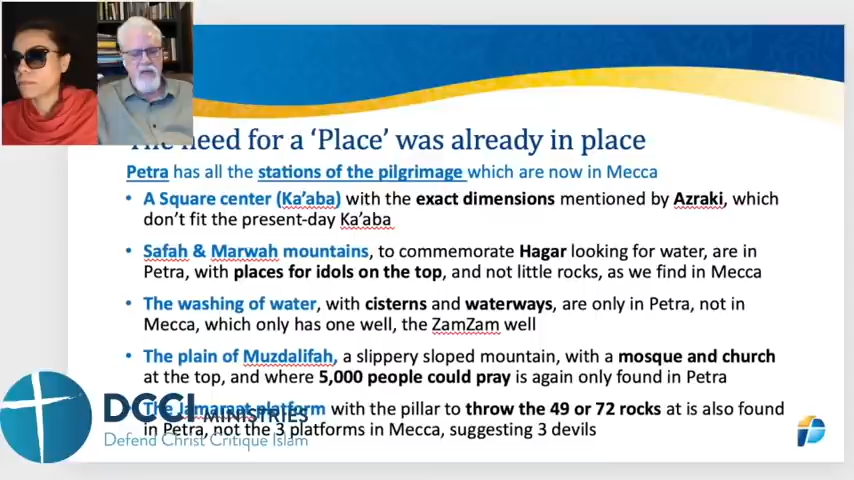 need for a ‘Place’ was already in place
Petra has all the stations of the pilgrimage which are now in Mecca
• A Square center (Ka’aba) with the exact dimensions mentioned by Azraki, which
don’t fit the present-day Ka’aba
• Safah & Marwah mountains, to commemorate Hagar looking for water, are in
Petra, with places for idols on the top, and not little rocks, as we find in Mecca
• The washing of water, with cisterns and waterways, are only in Petra, not in
Mecca, which only has one well, the ZamZam well
• The plain of Muzdalifah, a slippery sloped mountain, with a mosque and church
at the top, and where 5,000 people could pray is again only found in Petra
The Jamaraat platform with the pillar to throw the 49 or 72 rocks at is also found
in Petra, not the 3 platforms in Mecca, suggesting 3 devils
DCCI MINISTRIES
Defend Christ Critique Islam